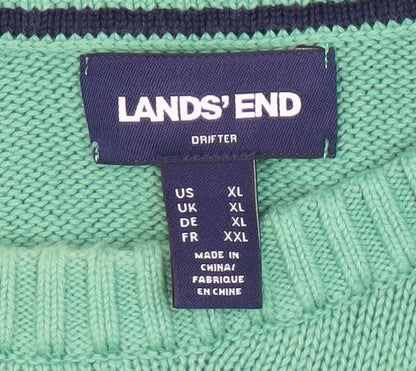 LANDS' END
DRIFTER
US XL
UK XL
DE XL
FR XXL
MADE IN
CHINA/
FABRIQUE
EN CHINE